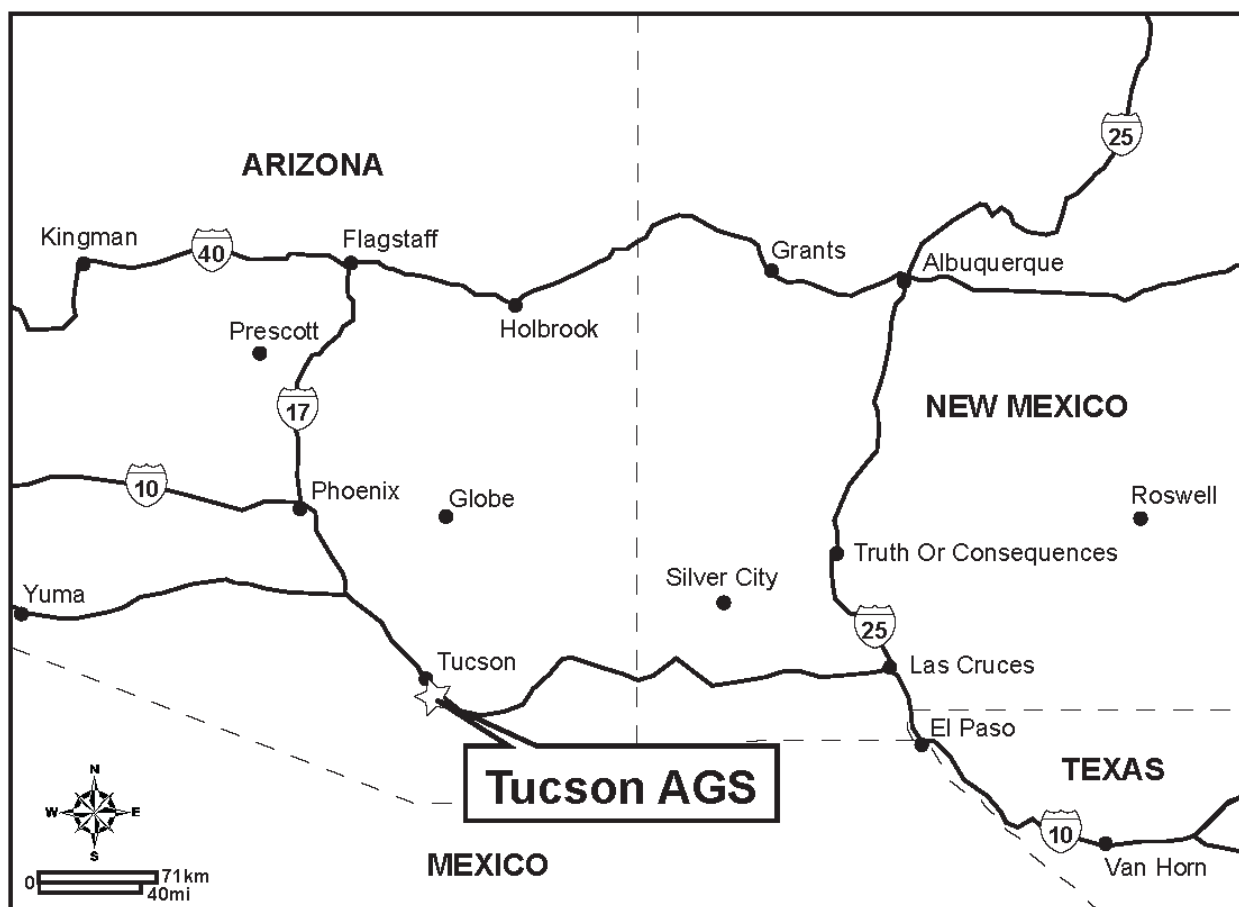 25
ARIZONA
Kingman
40
Flagstaff
Grants
Albuquerque
Prescott
Holbrook
17
NEW MEXICO
10
Phoenix
Globe
Roswell
Truth Or Consequences
Yuma
Silver City
25
Tucson
Las Cruces
El Paso
Tucson AGS
TEXAS
N
W
E
S
10
MEXICO
Van Horn
0
71km
40mi